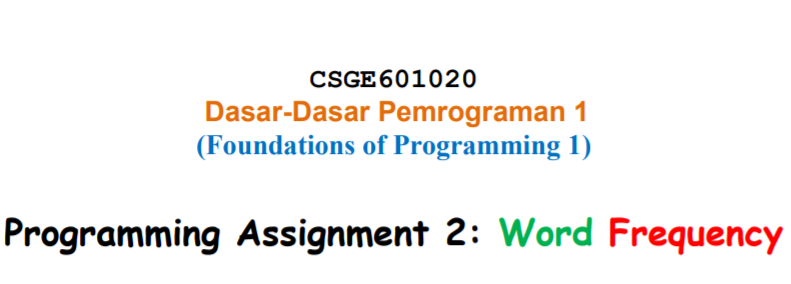 CSGE601020
Dasar-Dasar Pemrograman 1
(Foundations of Programming 1)
Programming Assignment 2: Word Frequency